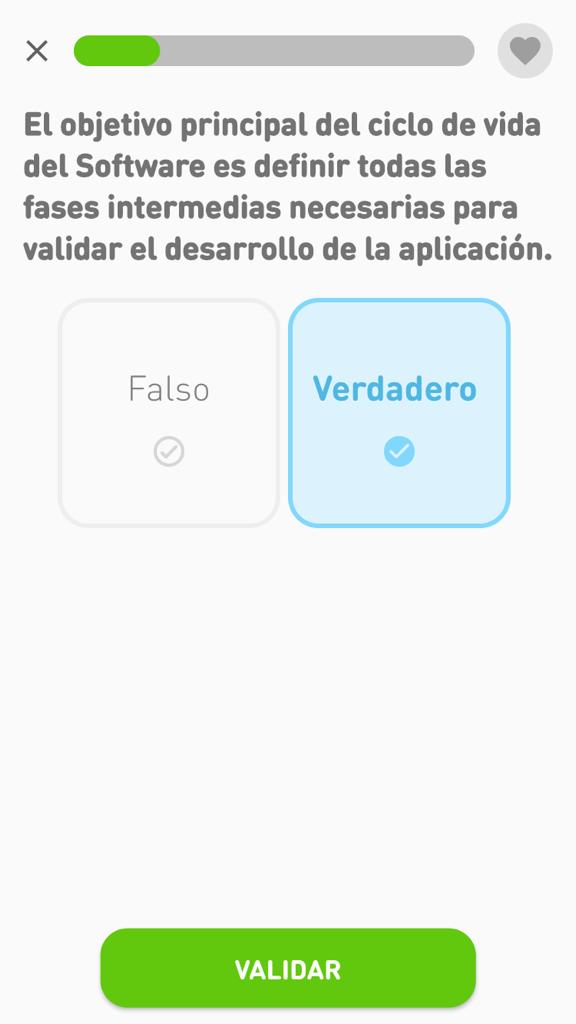 El objetivo principal del ciclo de vida
del Software es definir todas las
fases intermedias necesarias para
validar el desarrollo de la aplicación.
Falso
Verdadero
VALIDAR